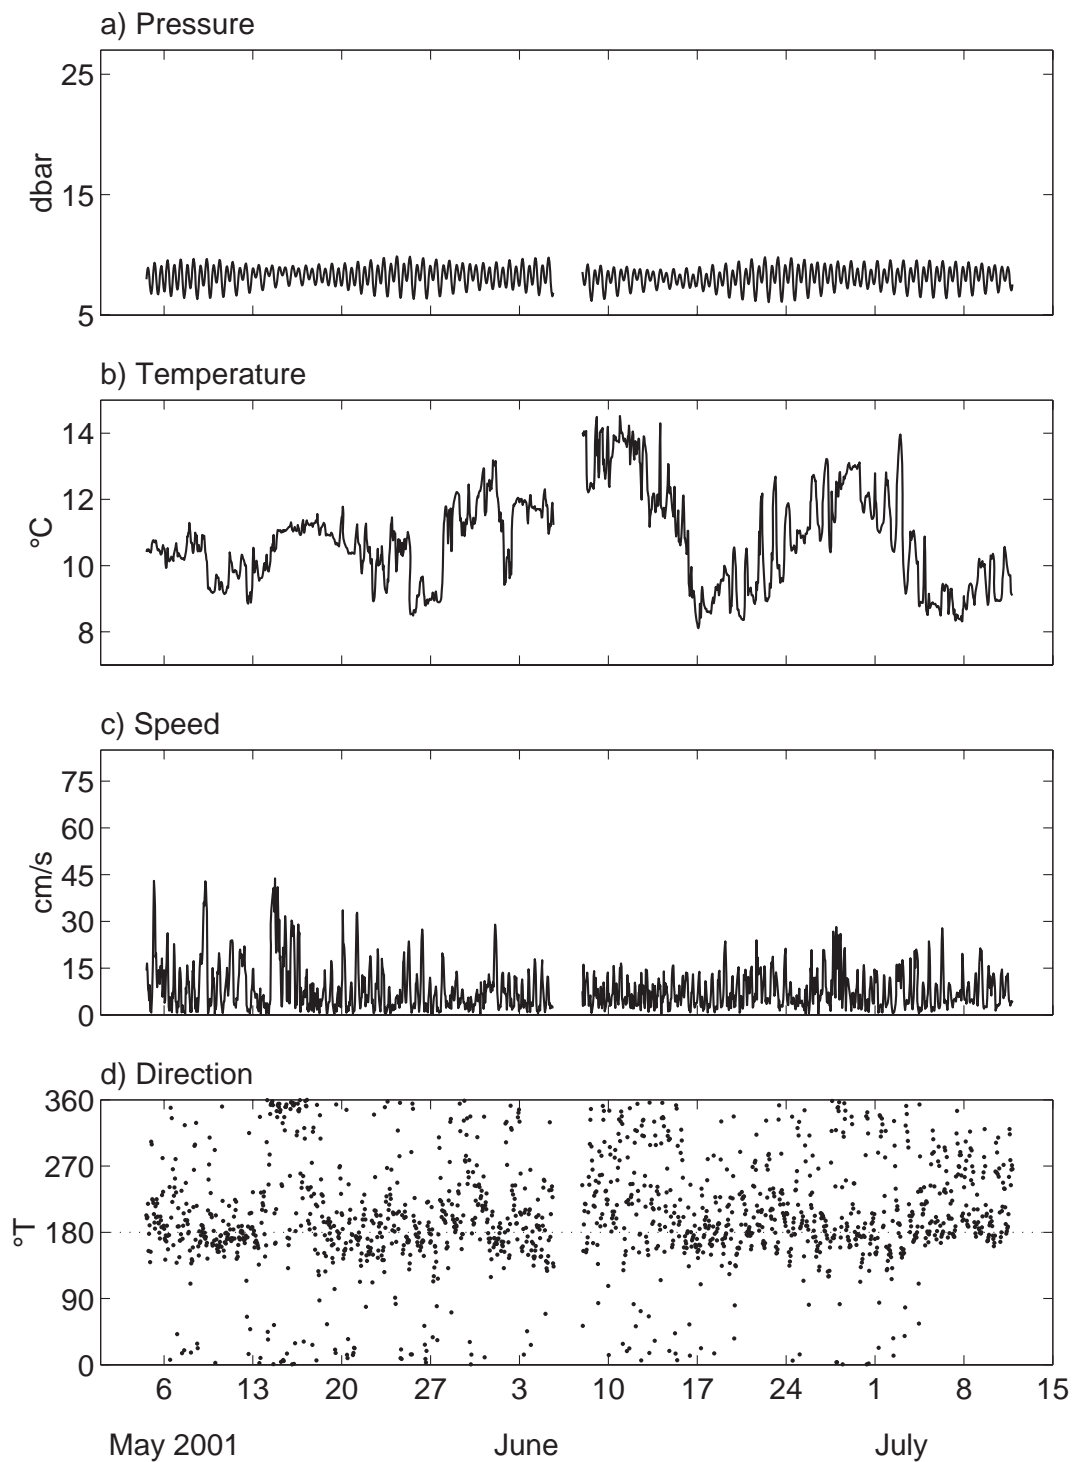 a) Pressure
25
15
5
dbar
b) Temperature
14
12
10
8
°C
c) Speed
75
60
45
30
15
0
cm/s
d) Direction
360
270
180
90
0
°T
6 13 20 27 3 10 17 24 1 8 15
May 2001 June July